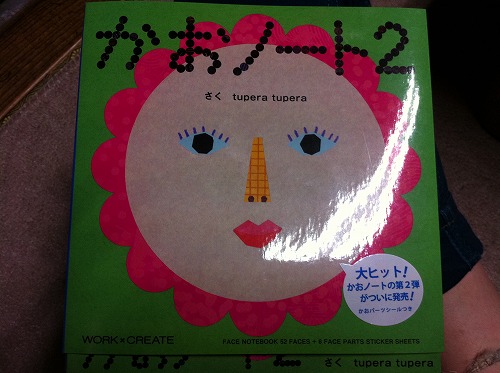 かおノート2
さく tupera tupera
大ヒット!
かおノートの第2弾
がついに発売!
かおパーツシールつき
WORK×CREATE
FACE NOTEBOOK 52 FACES + 6 FACE PARTS STICKER SHEETS
さく tupera tupera